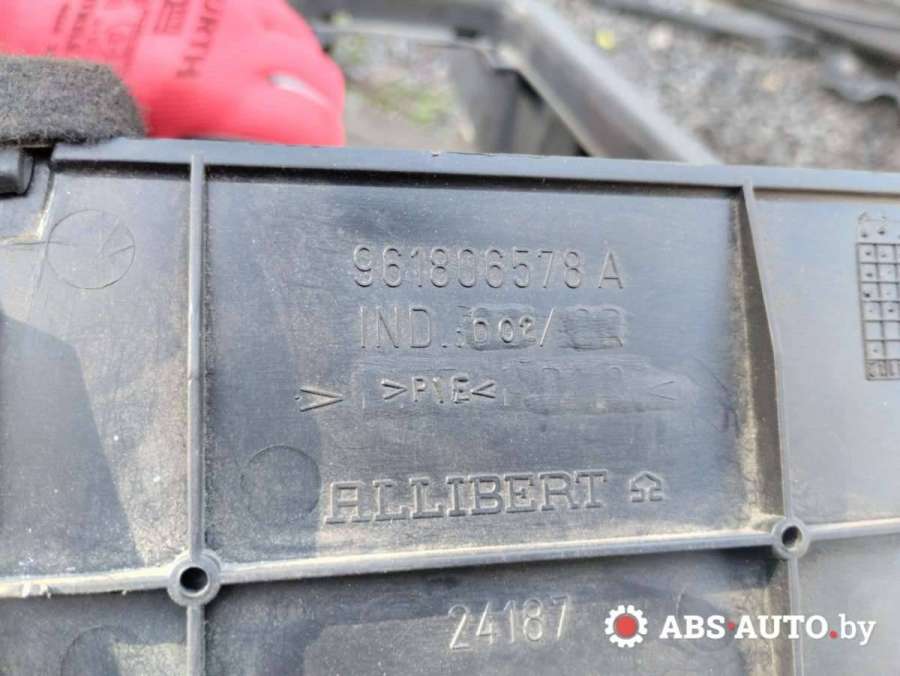 961806578 A
IND.
>P\E<
ALLIBERT
24187
ABS·AUTO.by